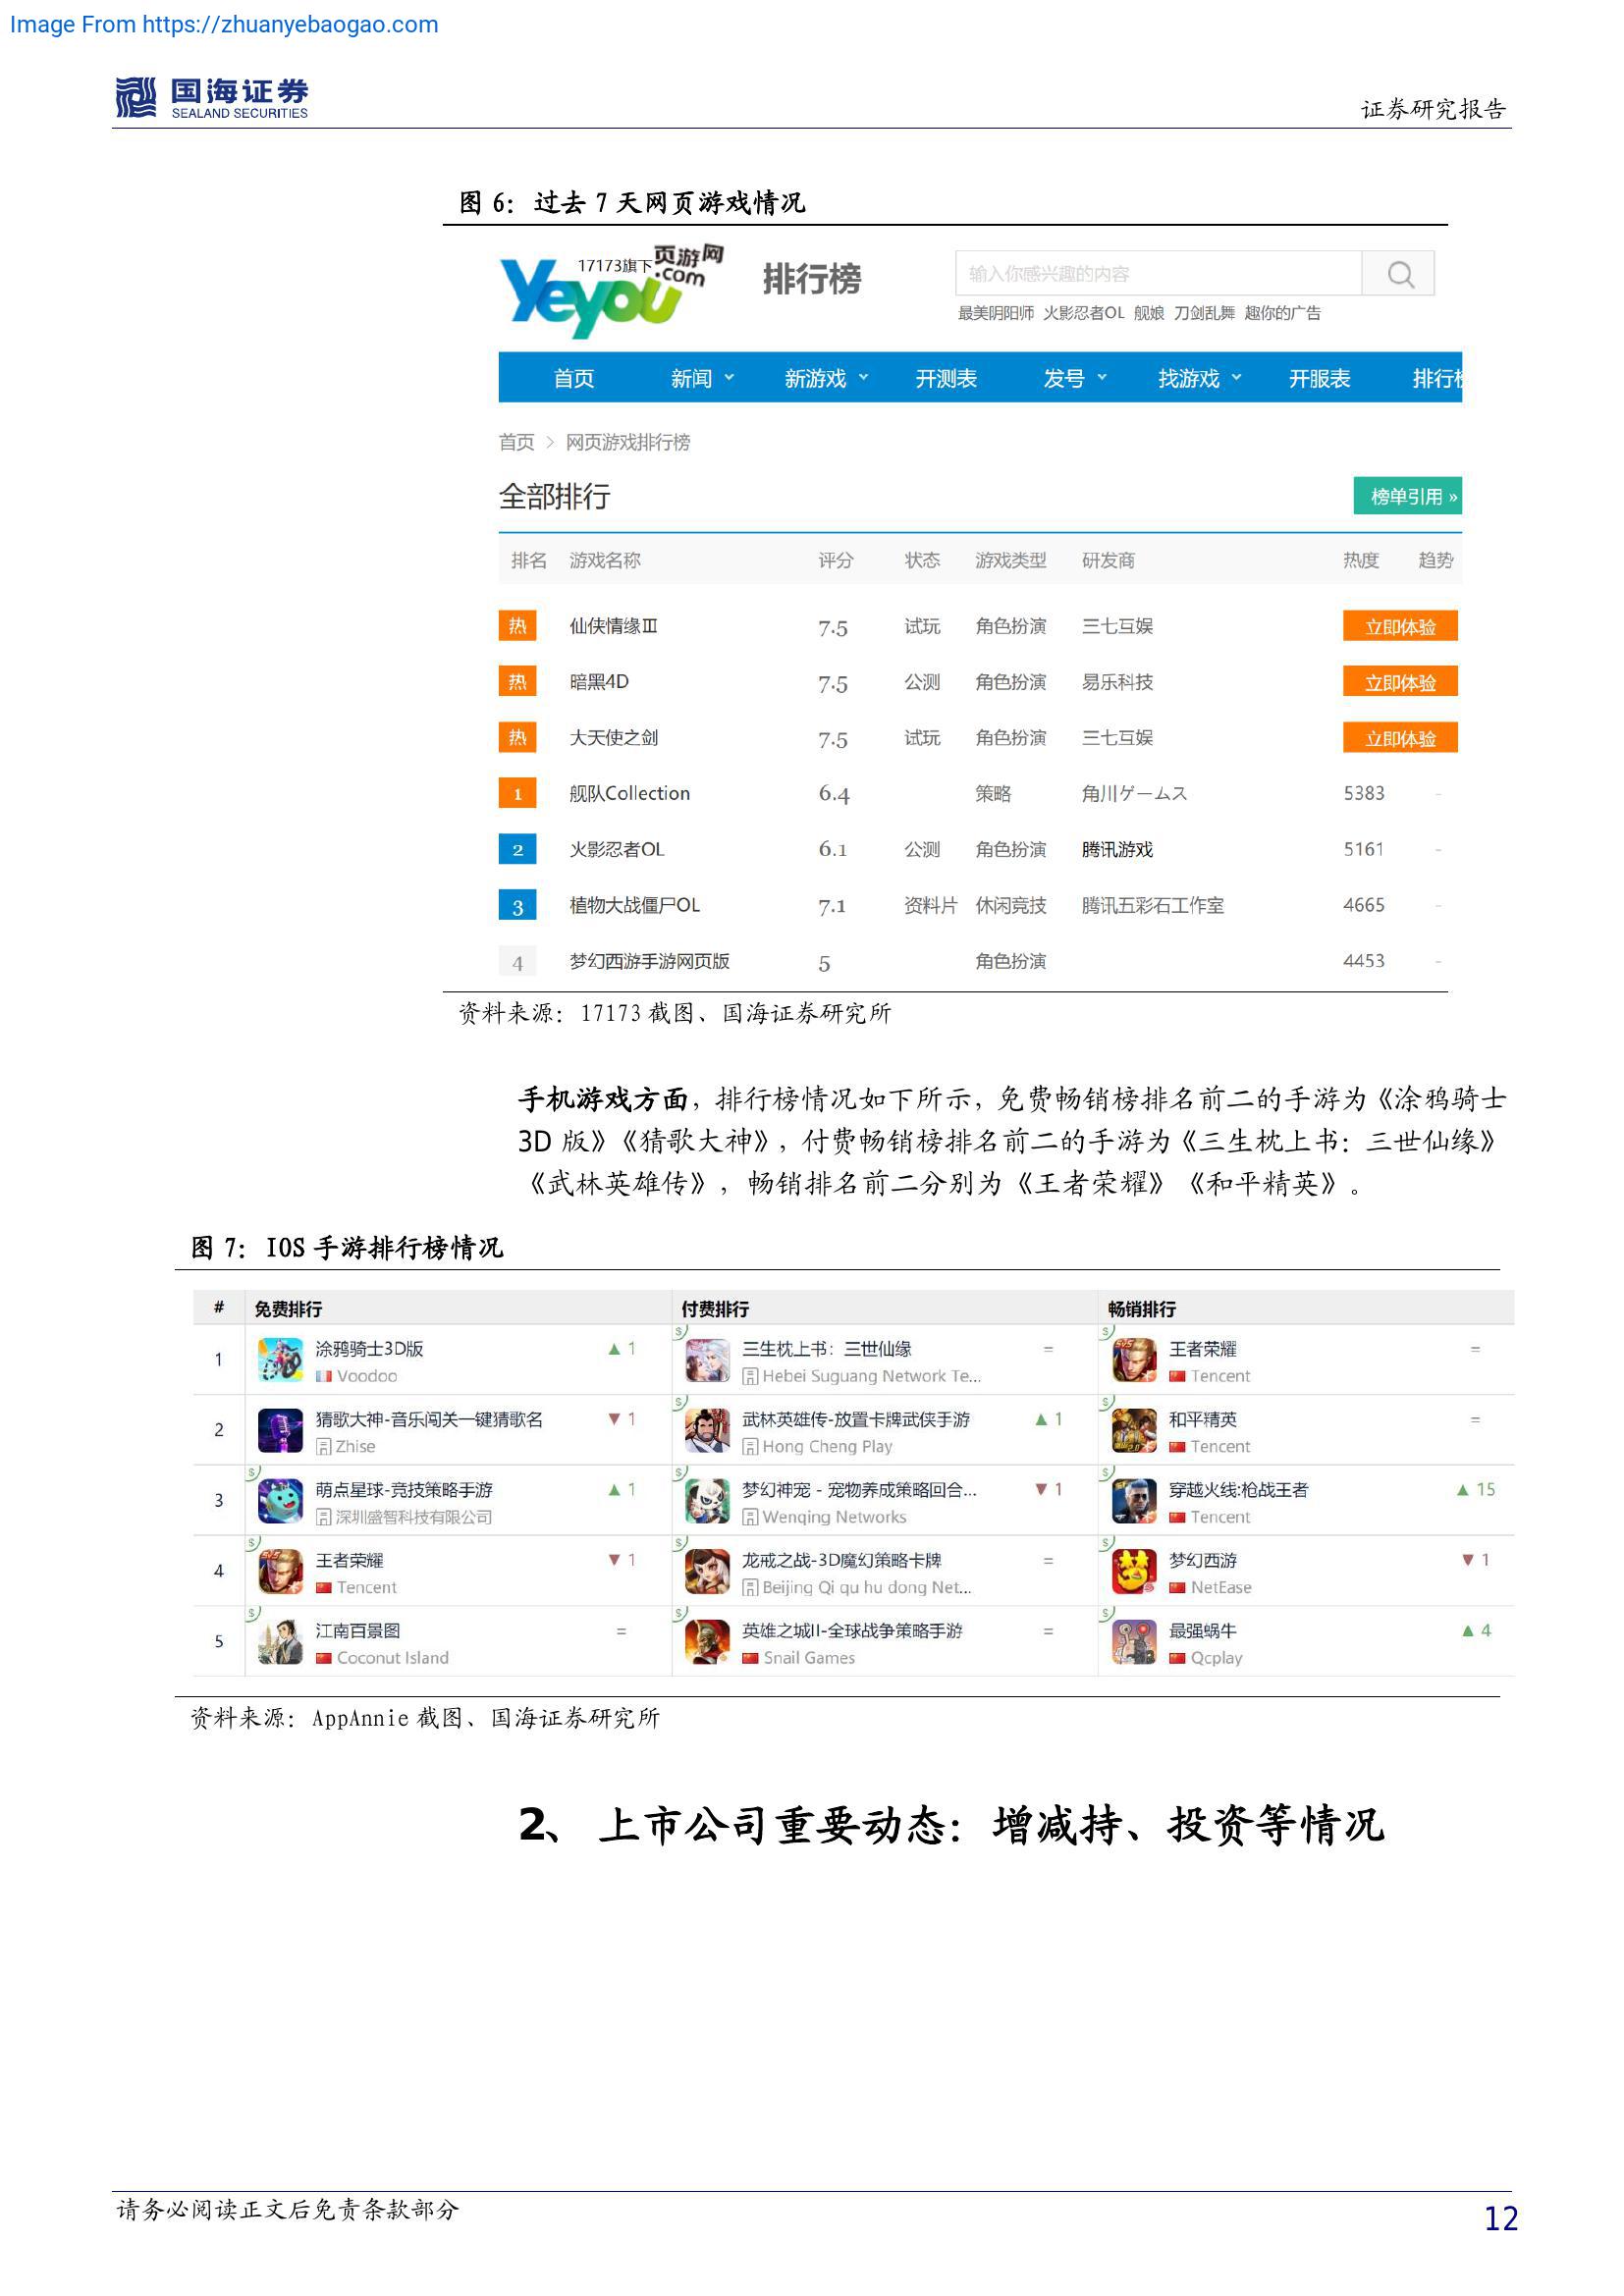 Image From https://zhuanyebaogao.com
国海证券
SEALAND SECURITIES
证券研究报告
图 6：过去 7 天网页游戏情况
17173旗下 页游网
Yeyou .com
排行榜
输入你感兴趣的内容
最美阴阳师 火影忍者OL 舰娘 刀剑乱舞 趣你的广告
首页 新闻 新游戏 开测表 发号 找游戏 开服表 排行榜
首页 > 网页游戏排行榜
全部排行 榜单引用 »
排名 游戏名称 评分 状态 游戏类型 研发商 热度 趋势
热 仙侠情缘Ⅲ 7.5 试玩 角色扮演 三七互娱 立即体验
热 暗黑4D 7.5 公测 角色扮演 易乐科技 立即体验
热 大天使之剑 7.5 试玩 角色扮演 三七互娱 立即体验
1 舰队Collection 6.4 策略 角川ゲームス 5383 -
2 火影忍者OL 6.1 公测 角色扮演 腾讯游戏 5161 -
3 植物大战僵尸OL 7.1 资料片 休闲竞技 腾讯五彩石工作室 4665 -
4 梦幻西游手游网页版 5 角色扮演 4453 -
资料来源：17173 截图、国海证券研究所
手机游戏方面，排行榜情况如下所示，免费畅销榜排名前二的手游为《涂鸦骑士
3D 版》《猜歌大神》，付费畅销榜排名前二的手游为《三生枕上书：三世仙缘》
《武林英雄传》，畅销排名前二分别为《王者荣耀》《和平精英》。
图 7：IOS 手游排行榜情况
# 免费排行 付费排行 畅销排行
1 涂鸦骑士3D版 ▲ 1 三生枕上书：三世仙缘 = 王者荣耀 =
Voodoo Hebei Suguang Network Te... Tencent
2 猜歌大神-音乐闯关一键猜歌名 ▼ 1 武林英雄传-放置卡牌武侠手游 ▲ 1 和平精英 =
Zhise Hong Cheng Play Tencent
3 萌点星球-竞技策略手游 ▲ 1 梦幻神宠 - 宠物养成策略回合... ▼ 1 穿越火线:枪战王者 ▲ 15
深圳盛智科技有限公司 Wenqing Networks Tencent
4 王者荣耀 ▼ 1 龙戒之战-3D魔幻策略卡牌 = 梦幻西游 ▼ 1
Tencent Beijing Qi qu hu dong Net... NetEase
5 江南百景图 = 英雄之城II-全球战争策略手游 = 最强蜗牛 ▲ 4
Coconut Island Snail Games Qcplay
资料来源：AppAnnie 截图、国海证券研究所
2、 上市公司重要动态：增减持、投资等情况
请务必阅读正文后免责条款部分
12